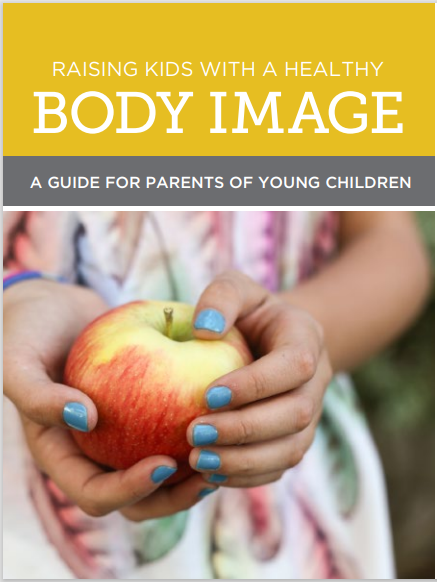 RAISING KIDS WITH A HEALTHY
BODY IMAGE
A GUIDE FOR PARENTS OF YOUNG CHILDREN